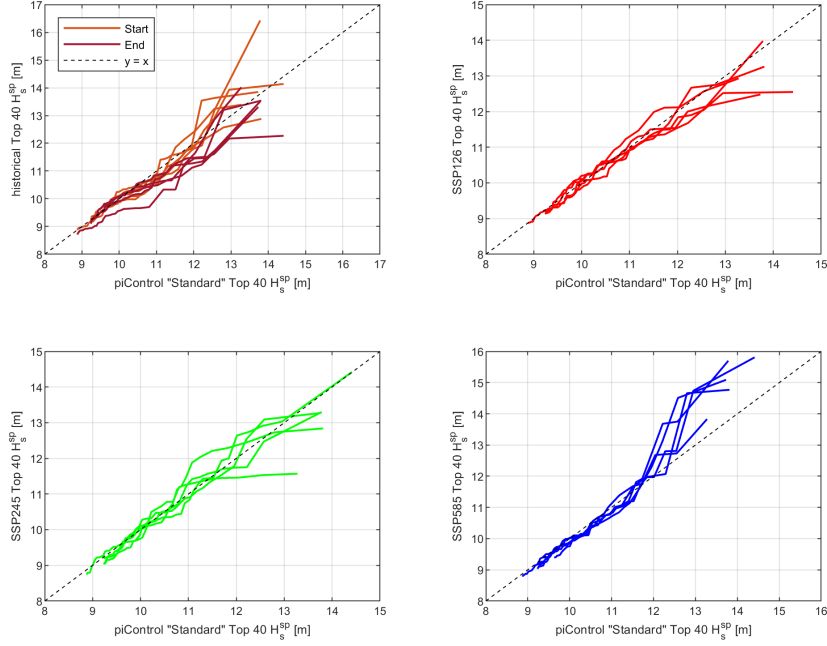 17
16
15
14
13
12
11
10
9
8
historical Top 40 H_s^sp [m]
Start
End
y = x
8 9 10 11 12 13 14 15 16 17
piControl "Standard" Top 40 H_s^sp [m]
15
14
13
12
11
10
9
8
SSP126 Top 40 H_s^sp [m]
8 9 10 11 12 13 14 15
piControl "Standard" Top 40 H_s^sp [m]
15
14
13
12
11
10
9
8
SSP245 Top 40 H_s^sp [m]
8 9 10 11 12 13 14 15
piControl "Standard" Top 40 H_s^sp [m]
16
15
14
13
12
11
10
9
8
SSP585 Top 40 H_s^sp [m]
8 9 10 11 12 13 14 15 16
piControl "Standard" Top 40 H_s^sp [m]